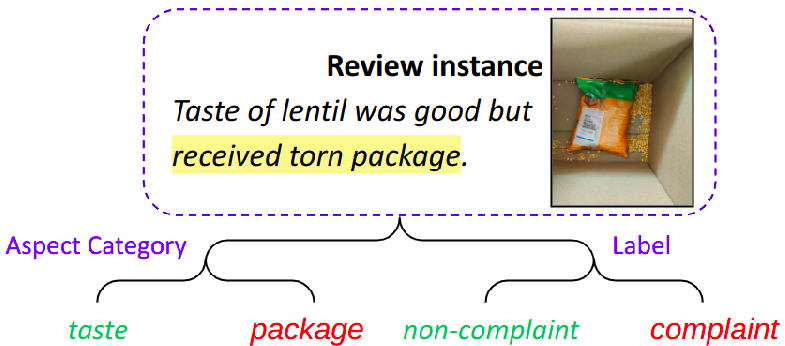 Review instance
Taste of lentil was good but
received torn package.
Aspect Category
Label
taste
package
non-complaint
complaint